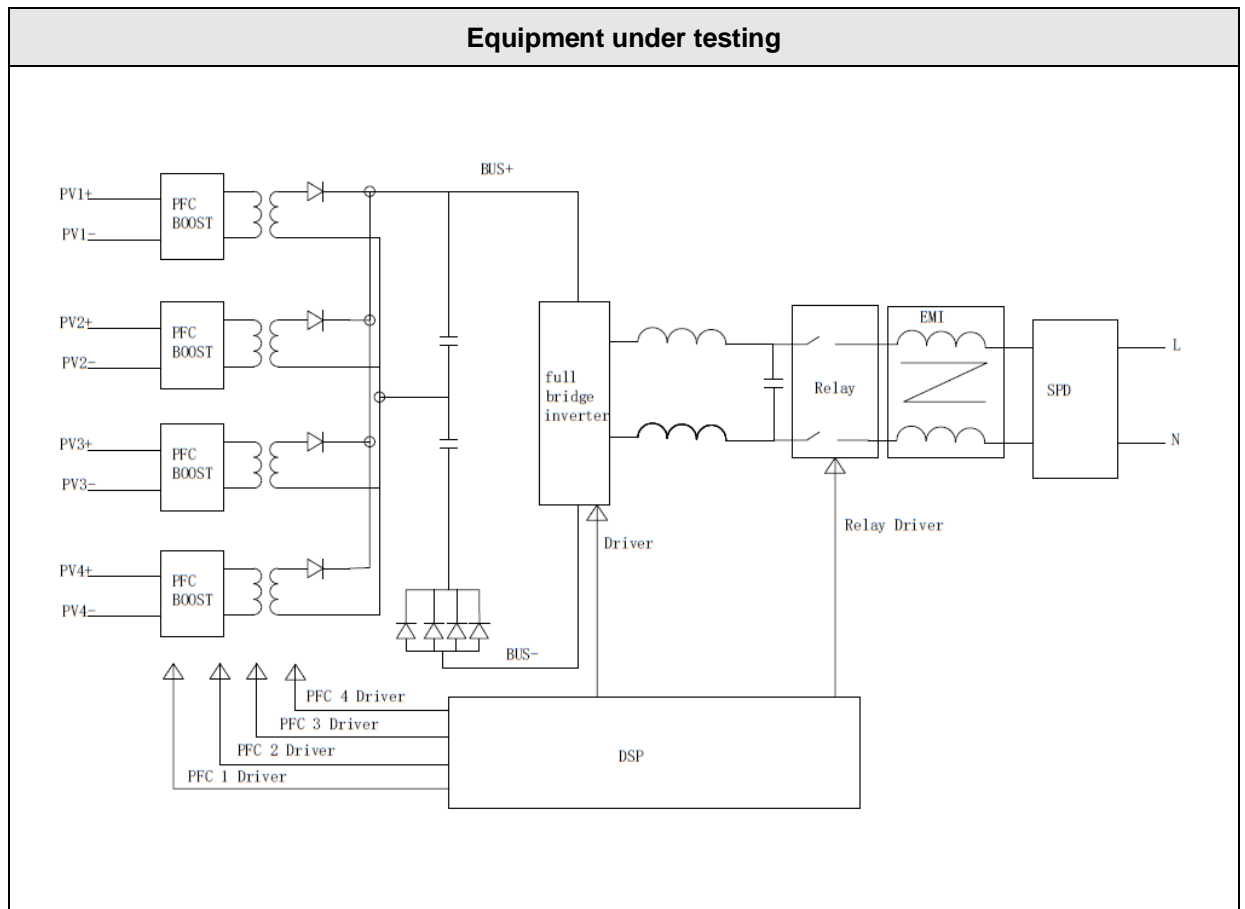 Equipment under testing
BUS+
PV1+
PFC
BOOST
PV1-
PV2+
PFC
BOOST
PV2-
PV3+
PFC
BOOST
PV3-
PV4+
PFC
BOOST
PV4-
full
bridge
inverter
Relay
EMI
SPD
L
N
Driver
Relay Driver
BUS-
PFC 4 Driver
PFC 3 Driver
PFC 2 Driver
PFC 1 Driver
DSP